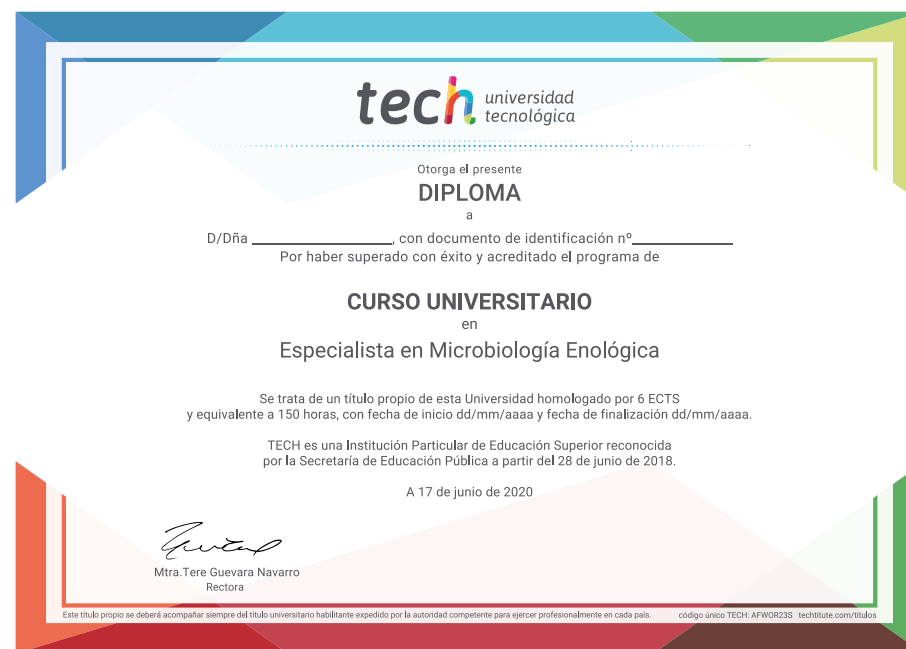 tech universidad
tecnológica
Otorga el presente
DIPLOMA
a
D/Dña ____________________, con documento de identificación nº______________
Por haber superado con éxito y acreditado el programa de
CURSO UNIVERSITARIO
en
Especialista en Microbiología Enológica
Se trata de un título propio de esta Universidad homologado por 6 ECTS
y equivalente a 150 horas, con fecha de inicio dd/mm/aaaa y fecha de finalización dd/mm/aaaa.
TECH es una Institución Particular de Educación Superior reconocida
por la Secretaría de Educación Pública a partir del 28 de junio de 2018.
A 17 de junio de 2020
Mtra.Tere Guevara Navarro
Rectora
Este título propio se deberá acompañar siempre del título universitario habilitante expedido por la autoridad competente para ejercer profesionalmente en cada país. código único TECH: AFWOR23S techtitute.com/titulos